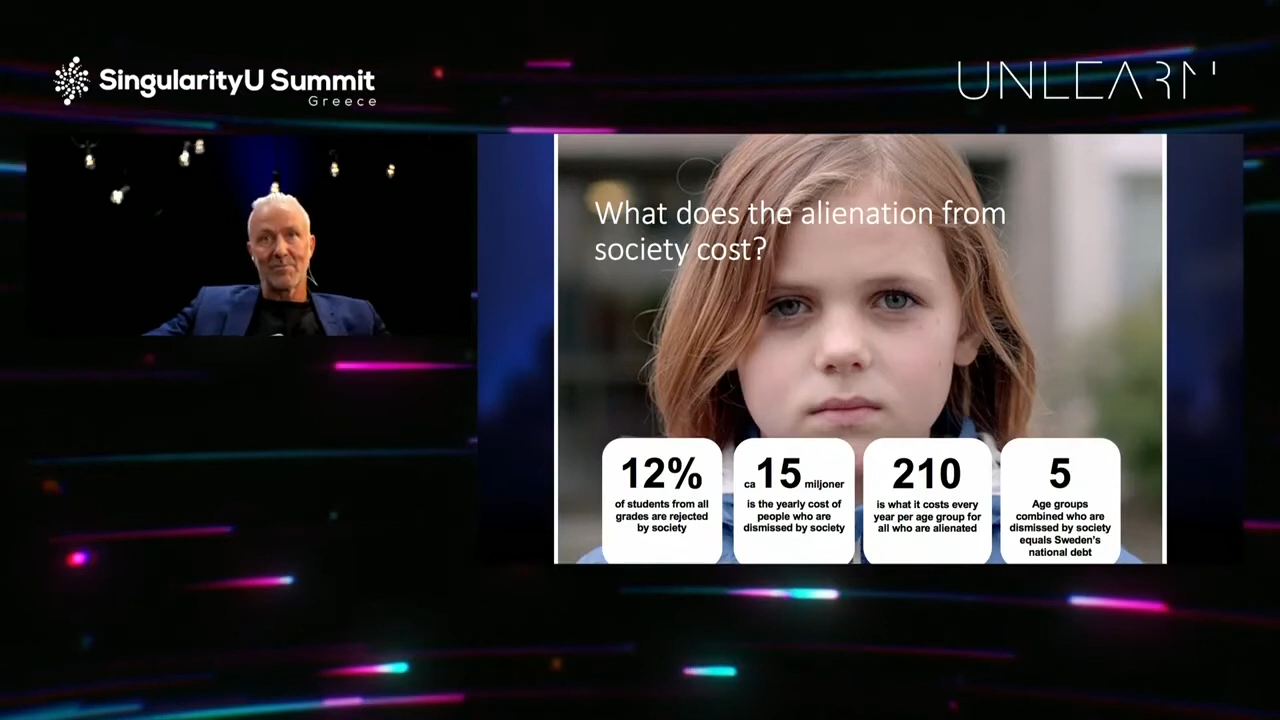 SingularityU Summit
Greece
UNLEARN
What does the alienation from
society cost?
12%
of students from all
grades are rejected
by society
ca 15 miljoner
is the yearly cost of
people who are
dismissed by society
210
is what it costs every
year per age group for
all who are alienated
5
Age groups
combined who are
dismissed by society
equals Sweden's
national debt